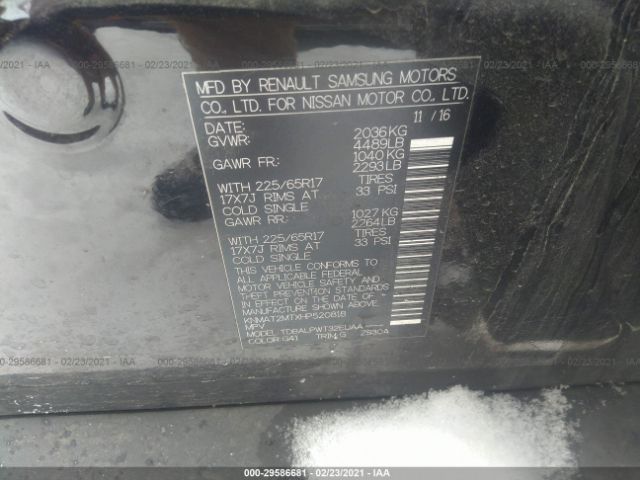 000-29586681 - 02/23/2021 - IAA
MFD BY RENAULT SAMSUNG MOTORS
CO., LTD. FOR NISSAN MOTOR CO., LTD.
DATE: 11 / 16
GVWR: 2036KG
4489LB
GAWR FR: 1040KG
2293LB
WITH 225/65R17 TIRES
17X7J RIMS AT 33 PSI
COLD SINGLE
GAWR RR: 1027 KG
2264LB
WITH 225/65R17 TIRES
17X7J RIMS AT 33 PSI
COLD SINGLE
THIS VEHICLE CONFORMS TO
ALL APPLICABLE FEDERAL
MOTOR VEHICLE SAFETY AND
THEFT PREVENTION STANDARDS
IN EFFECT ON THE DATE OF
MANUFACTURE SHOWN ABOVE.
KNMAT2MTXHP520818
MPV
MODEL
COLOR: G41 TRIM: G
000-29586681 - 02/23/2021 - IAA